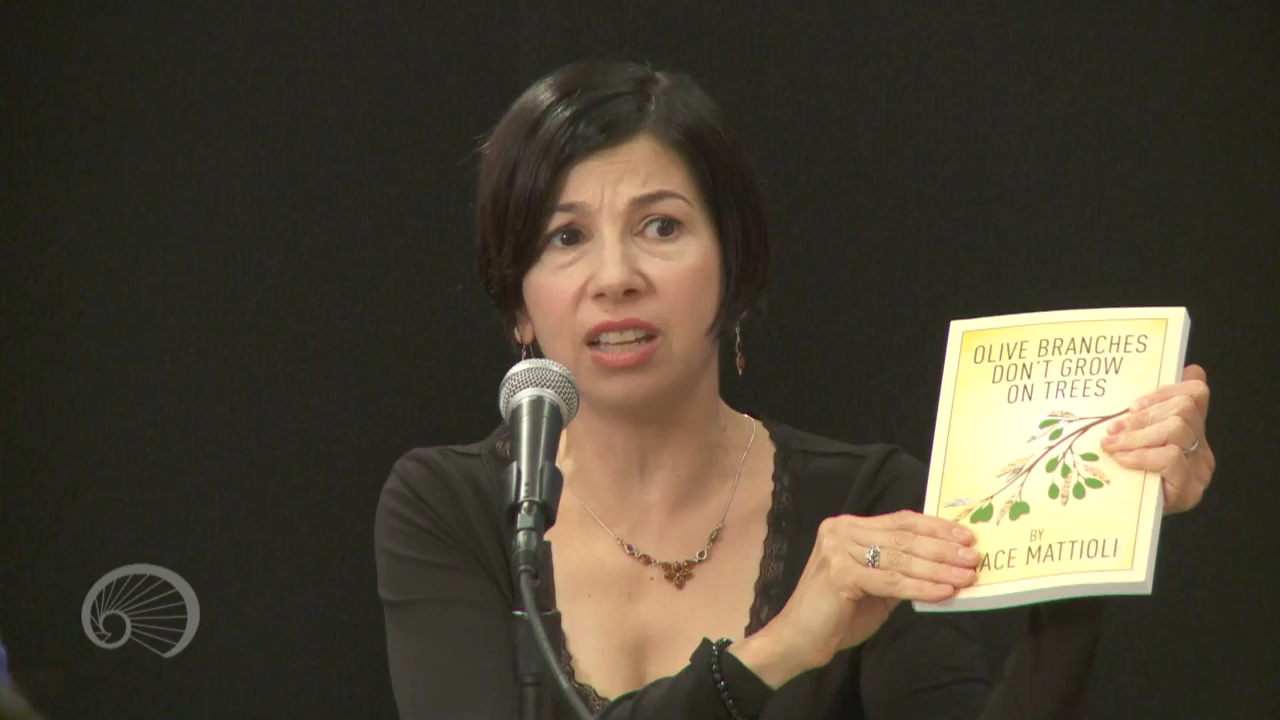 OLIVE BRANCHES
DON'T GROW
ON TREES
BY
ACE MATTIOLI